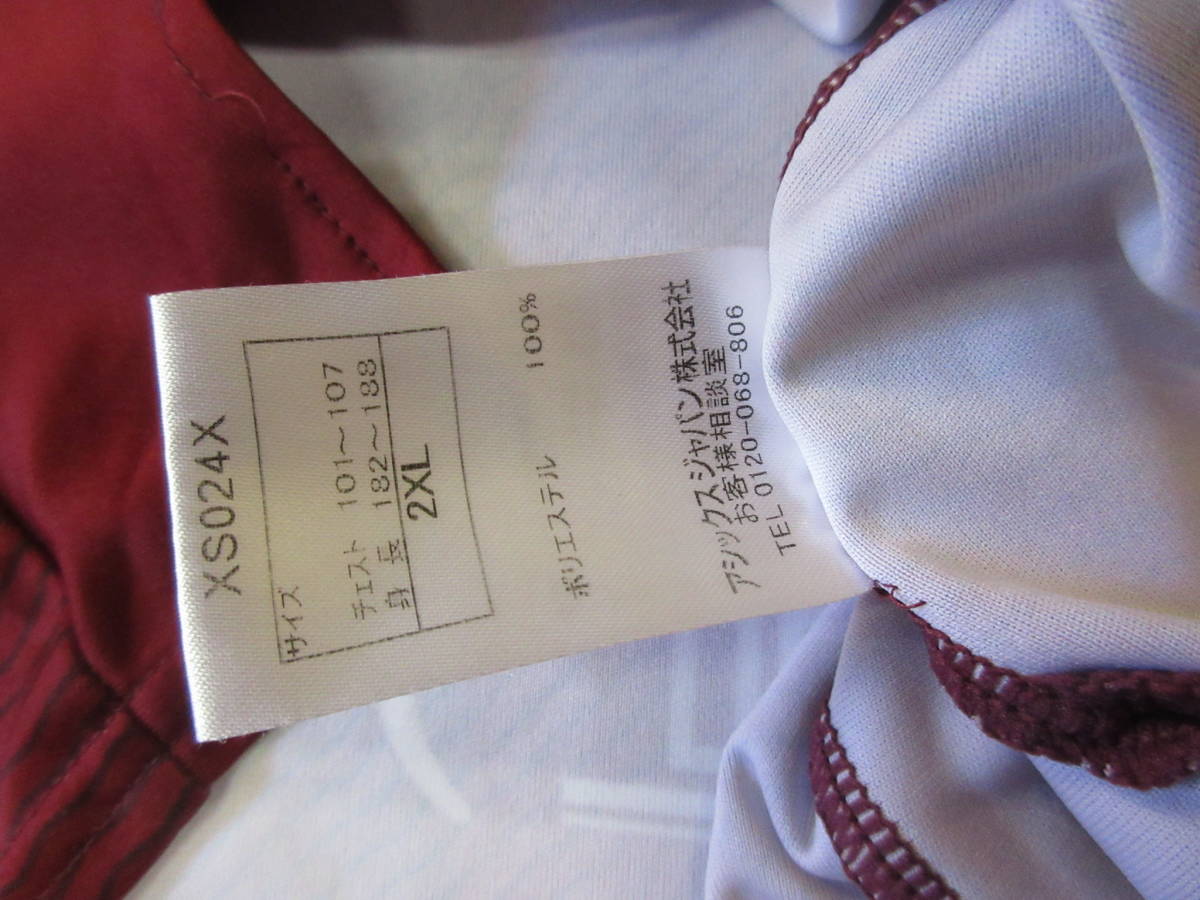 XS024X
サイズ
チェスト 101〜107
身 長 182〜188
2XL
ポリエステル 100%
アシックスジャパン株式会社
お客様相談室
TEL 0120-068-806